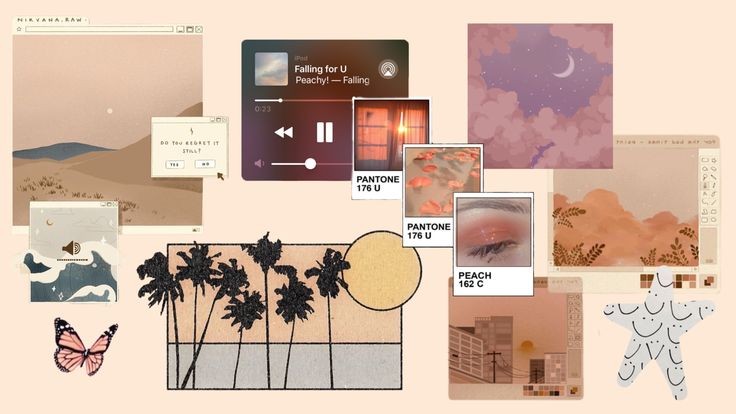 NIRVANA.RAW-
DO YOU REGRET IT
STILL?
YES NO
iPod
Falling for U
Peachy! — Falling
0:23
PANTONE
176 U
PANTONE
176 U
PEACH
162 C